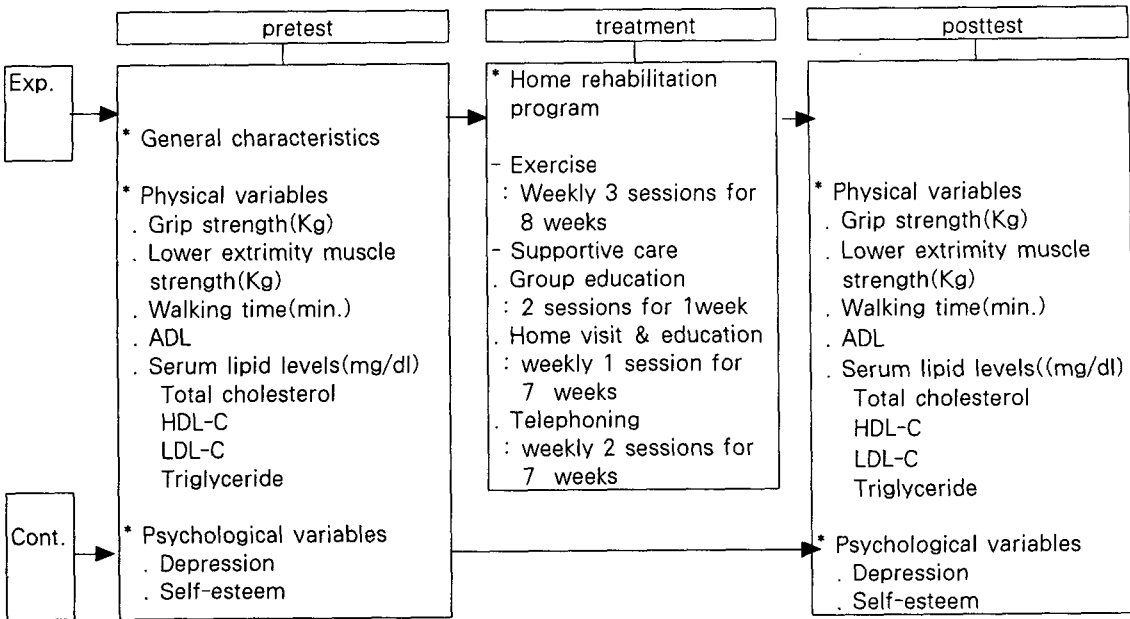 pretest
treatment
posttest
Exp.
* General characteristics
* Physical variables
. Grip strength(Kg)
. Lower extrimity muscle
strength(Kg)
. Walking time(min.)
. ADL
. Serum lipid levels(mg/dl)
Total cholesterol
HDL-C
LDL-C
Triglyceride
* Psychological variables
. Depression
. Self-esteem
* Home rehabilitation
program
- Exercise
: Weekly 3 sessions for
8 weeks
- Supportive care
. Group education
: 2 sessions for 1week
. Home visit & education
: weekly 1 session for
7 weeks
. Telephoning
: weekly 2 sessions for
7 weeks
* Physical variables
. Grip strength(Kg)
. Lower extrimity muscle
strength(Kg)
. Walking time(min.)
. ADL
. Serum lipid levels((mg/dl)
Total cholesterol
HDL-C
LDL-C
Triglyceride
* Psychological variables
. Depression
. Self-esteem
Cont.